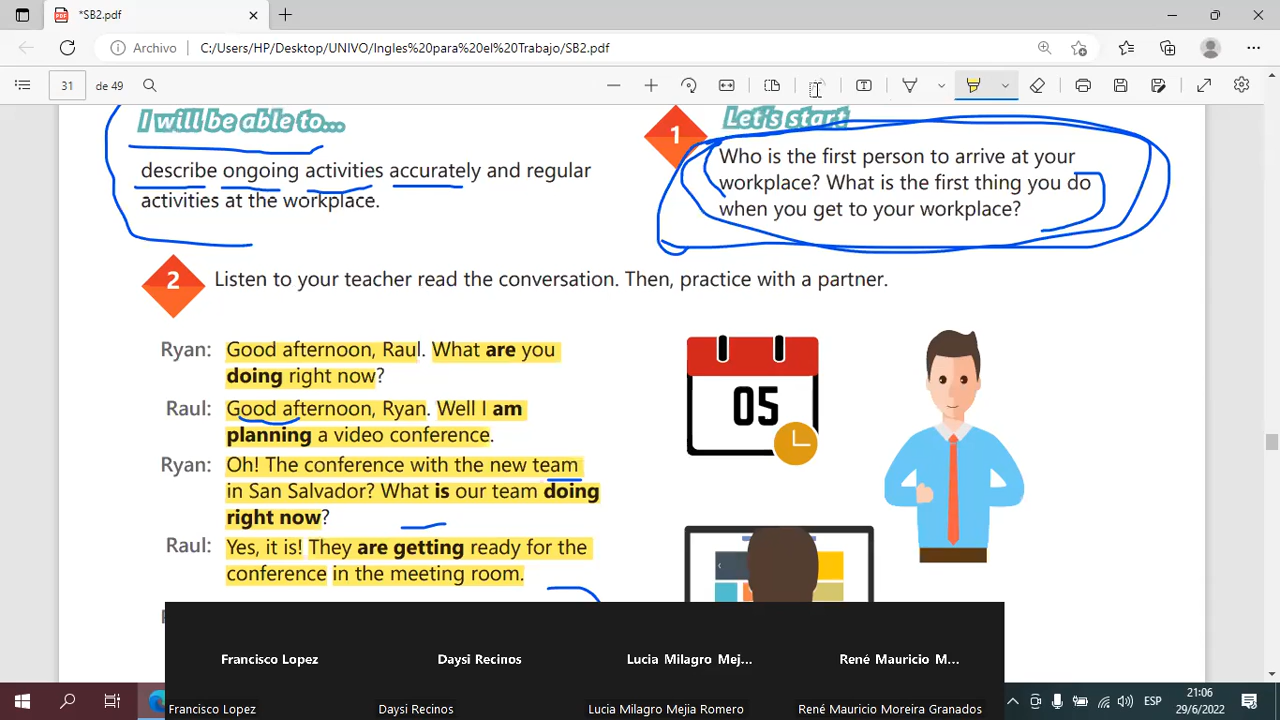 *SB2.pdf
Archivo
C:/Users/HP/Desktop/UNIVO/Ingles%20para%20el%20Trabajo/SB2.pdf
31
de 49
I will be able to...
describe ongoing activities accurately and regular
activities at the workplace.
1
Let's start
Who is the first person to arrive at your
workplace? What is the first thing you do
when you get to your workplace?
2
Listen to your teacher read the conversation. Then, practice with a partner.
Ryan: Good afternoon, Raul. What are you
doing right now?
Raul: Good afternoon, Ryan. Well I am
planning a video conference.
Ryan: Oh! The conference with the new team
in San Salvador? What is our team doing
right now?
Raul: Yes, it is! They are getting ready for the
conference in the meeting room.
05
Francisco Lopez
Daysi Recinos
Lucia Milagro Mej...
René Mauricio M...
Francisco Lopez
Daysi Recinos
Lucia Milagro Mejia Romero
René Mauricio Moreira Granados
ESP
21:06
29/6/2022